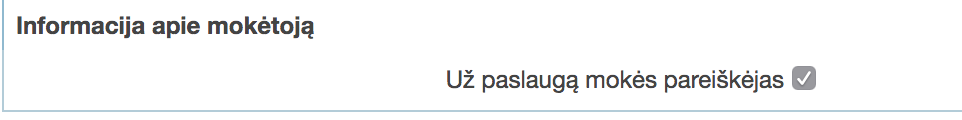 Informacija apie mokėtoją
Už paslaugą mokės pareiškėjas